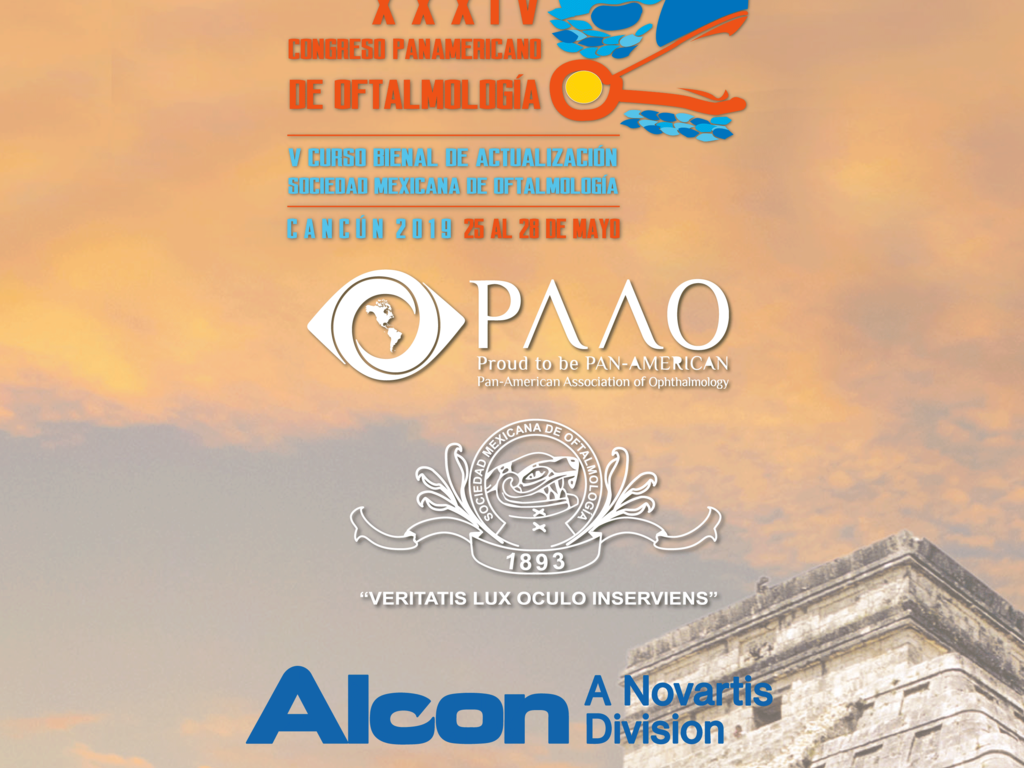 XXXIV
CONGRESO PANAMERICANO
DE OFTALMOLOGÍA
V CURSO BIENAL DE ACTUALIZACIÓN
SOCIEDAD MEXICANA DE OFTALMOLOGÍA
CANCÚN 2019 25 AL 28 DE MAYO
PAAO
Proud to be PAN-AMERICAN
Pan-American Association of Ophthalmology
SOCIEDAD MEXICANA DE OFTALMOLOGÍA
1893
“VERITATIS LUX OCULO INSERVIENS”
Alcon A Novartis
Division